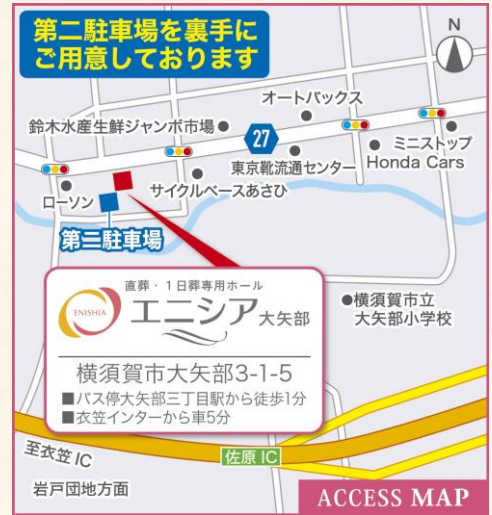 第二駐車場を裏手に
ご用意しております
N
オートバックス
鈴木水産生鮮ジャンボ市場
27
ミニストップ
東京靴流通センター
Honda Cars
ローソン
サイクルベースあさひ
第二駐車場
直葬・1日葬専用ホール
ENISHIA
エニシア大矢部
横須賀市立
大矢部小学校
横須賀市大矢部3-1-5
■バス停大矢部三丁目駅から徒歩1分
■衣笠インターから車5分
至衣笠IC
佐原IC
岩戸団地方面
ACCESS MAP